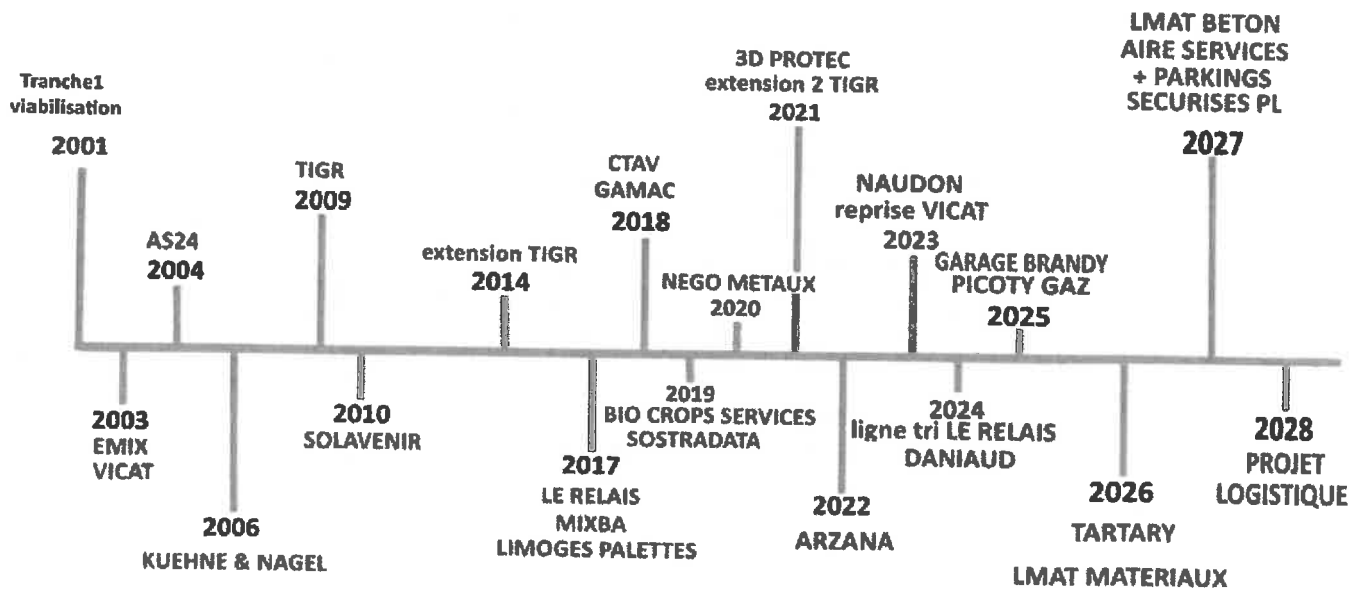 Tranche1
viabilisation
2001
2003
EMIX
VICAT
AS24
2004
2006
KUEHNE & NAGEL
TIGR
2009
2010
SOLAVENIR
extension TIGR
2014
2017
LE RELAIS
MIXBA
LIMOGES PALETTES
CTAV
GAMAC
2018
2019
BIO CROPS SERVICES
SOSTRADATA
NEGO METAUX
2020
3D PROTEC
extension 2 TIGR
2021
2022
ARZANA
NAUDON
reprise VICAT
2023
2024
ligne tri LE RELAIS
DANIAUD
GARAGE BRANDY
PICOTY GAZ
2025
2026
TARTARY
LMAT MATERIAUX
LMAT BETON
AIRE SERVICES
+ PARKINGS
SECURISES PL
2027
2028
PROJET
LOGISTIQUE